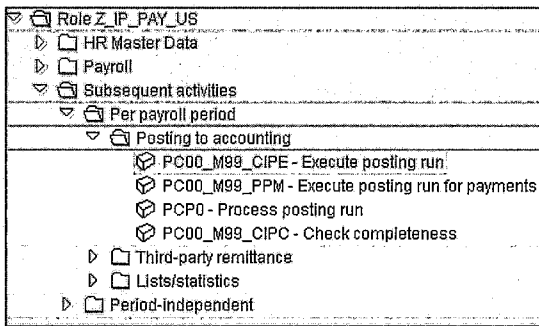 Role Z_IP_PAY_US
HR Master Data
Payroll
Subsequent activities
Per payroll period
Posting to accounting
PC00_M99_CIPE - Execute posting run
PC00_M99_PPM - Execute posting run for payments
PCP0 - Process posting run
PC00_M99_CIPC - Check completeness
Third-party remittance
Lists/statistics
Period-independent